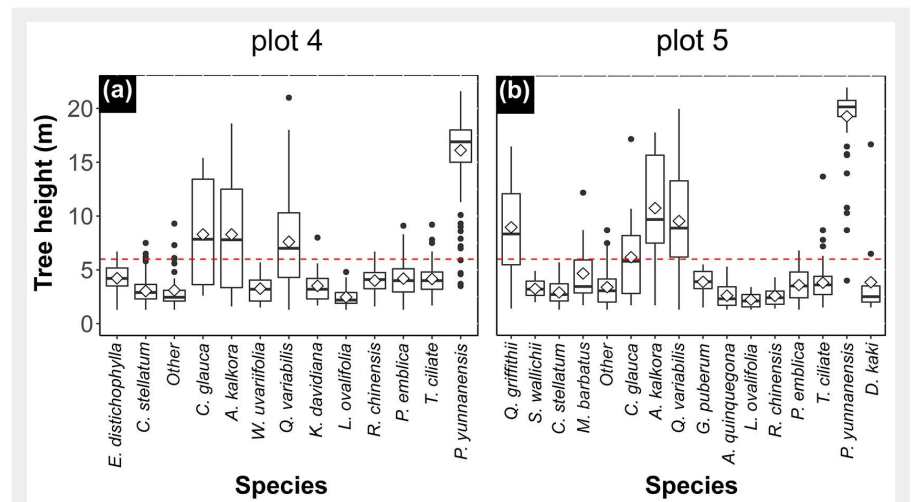 plot 4
plot 5
(a)
(b)
Tree height (m)
20
15
10
5
0
E. distichophylla
C. stellatum
Other
C. glauca
A. kalkora
W. uvariifolia
Q. variabilis
K. davidiana
L. ovalifolia
R. chinensis
P. emblica
T. ciliate
P. yunnanensis
Q. griffithii
S. wallichii
C. stellatum
M. barbatus
Other
C. glauca
A. kalkora
Q. variabilis
G. puberum
A. quinquegona
L. ovalifolia
R. chinensis
P. emblica
T. ciliate
P. yunnanensis
D. kaki
Species
Species